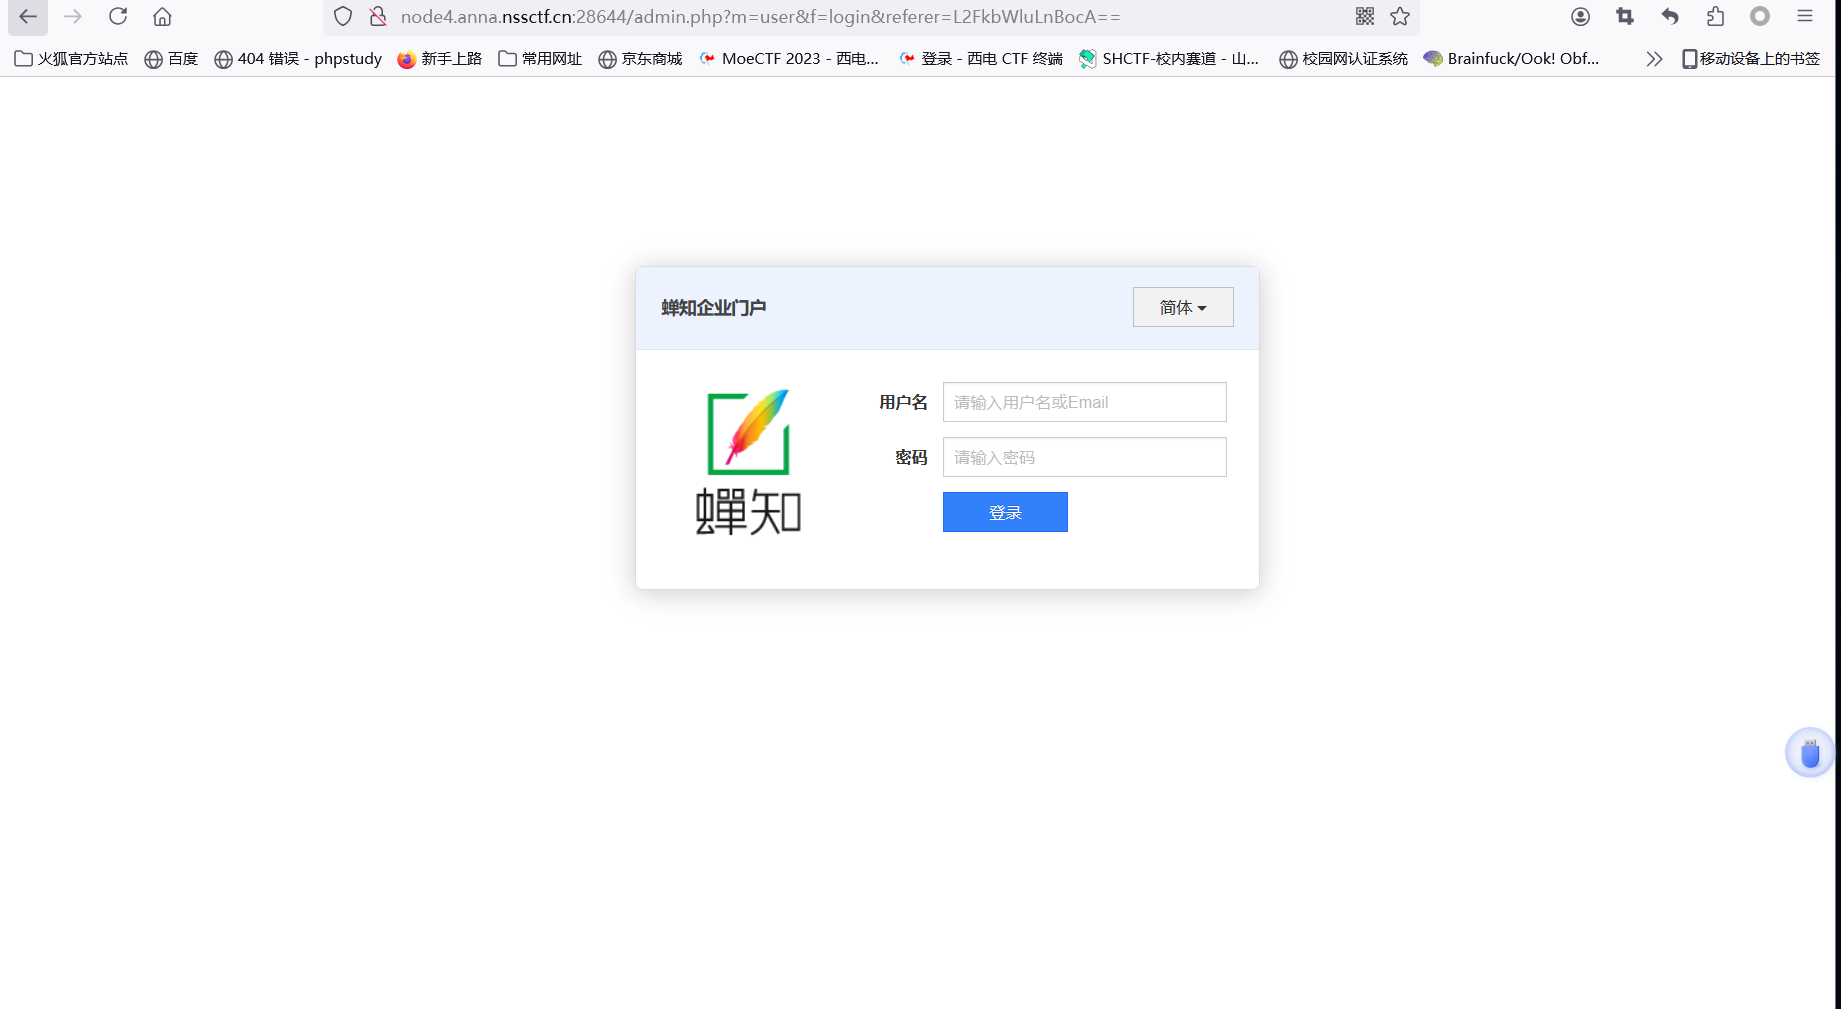 node4.anna.nssctf.cn:28644/admin.php?m=user&f=login&referer=L2FkbWluLnBocA==
火狐官方站点 百度 404 错误 - phpstudy 新手上路 常用网址 京东商城 MoeCTF 2023 - 西电... 登录 - 西电 CTF 终端 SHCTF-校内赛道 - 山... 校园网认证系统 Brainfuck/Ook! Obf... 移动设备上的书签
蝉知企业门户 简体
蟬知
用户名 请输入用户名或Email
密码 请输入密码
登录